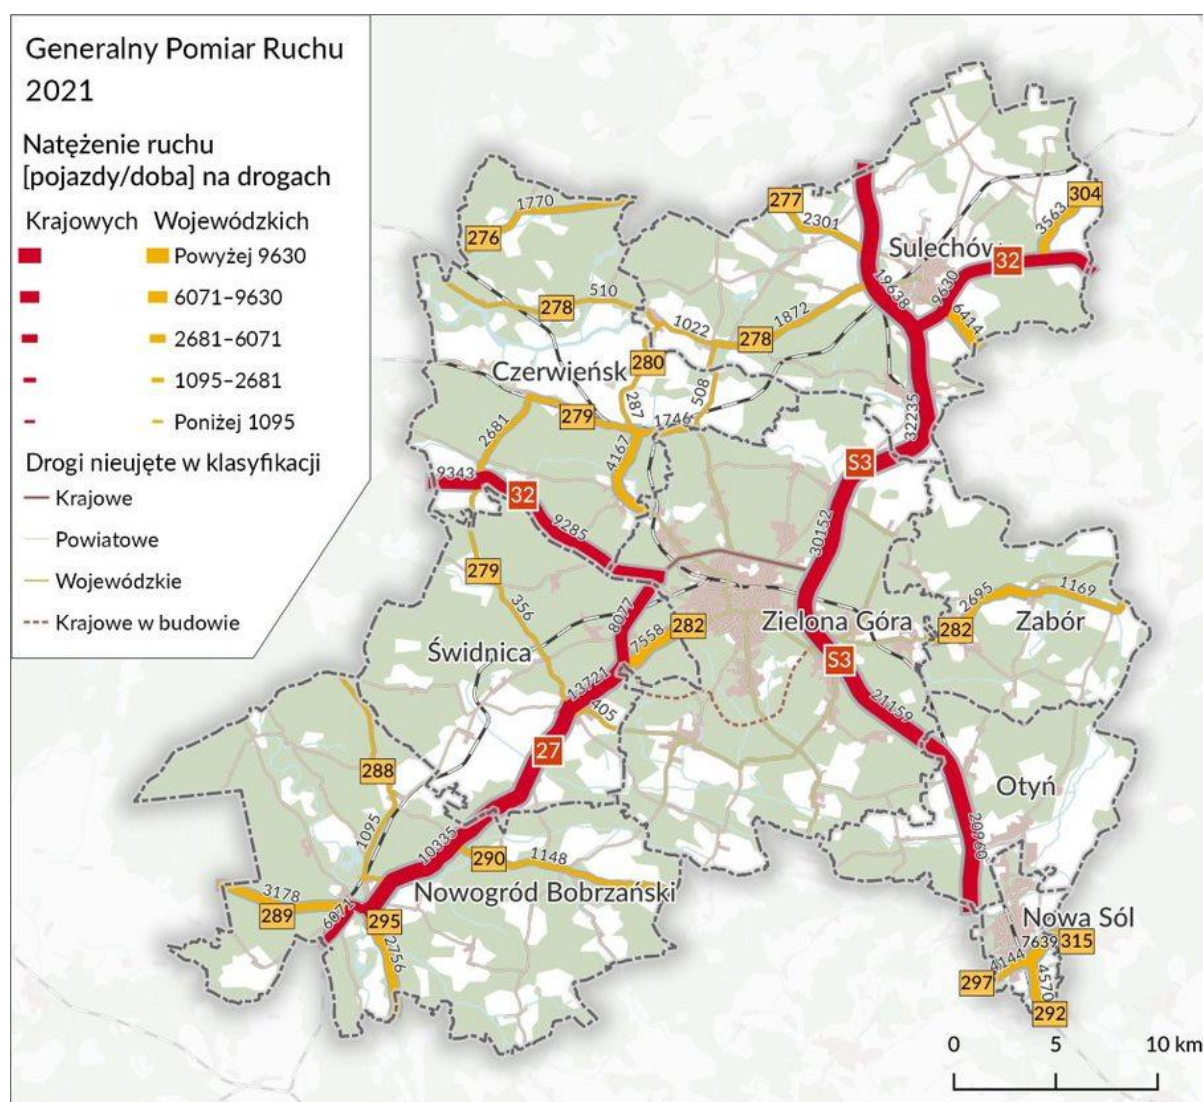 Generalny Pomiar Ruchu
2021
Natężenie ruchu
[pojazdy/doba] na drogach
Krajowych Wojewódzkich
Powyżej 9630
6071–9630
2681–6071
1095–2681
Poniżej 1095
Drogi nieujęte w klasyfikacji
Krajowe
Powiatowe
Wojewódzkie
Krajowe w budowie
1770
276
277
2301
304
3563
Sulechów
32
19638
9630
6414
510
278
1022
1872
278
280
Czerwieńsk
287
508
279
1746
2681
4167
32235
9343
S3
32
9285
30152
279
356
8077
7558
282
Zielona Góra
2695
1169
282
Zabór
Świdnica
S3
13721
405
21159
27
288
Otyń
1095
10335
20960
290
1148
Nowogród Bobrzański
3178
289
6071
295
2756
Nowa Sól
7639
315
4144
297
4570
292
0 5 10 km